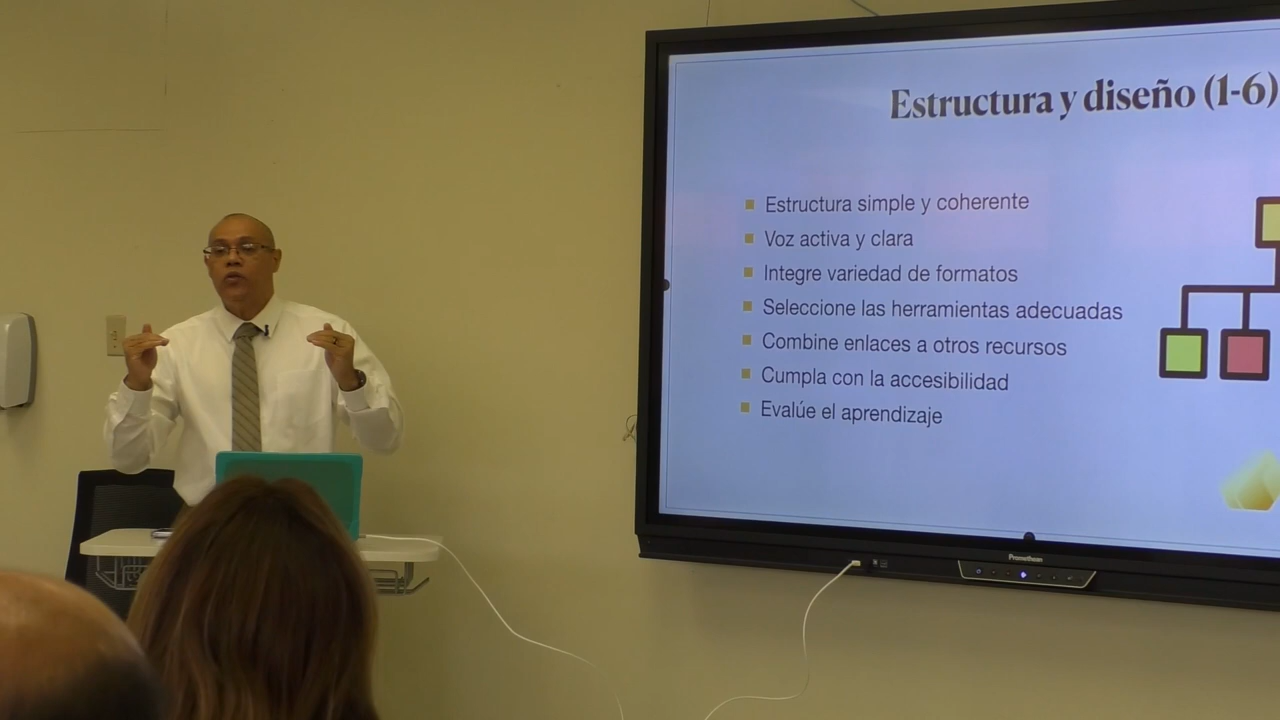 Estructura y diseño (1-6)
Estructura simple y coherente
Voz activa y clara
Integre variedad de formatos
Seleccione las herramientas adecuadas
Combine enlaces a otros recursos
Cumpla con la accesibilidad
Evalúe el aprendizaje
Promethean